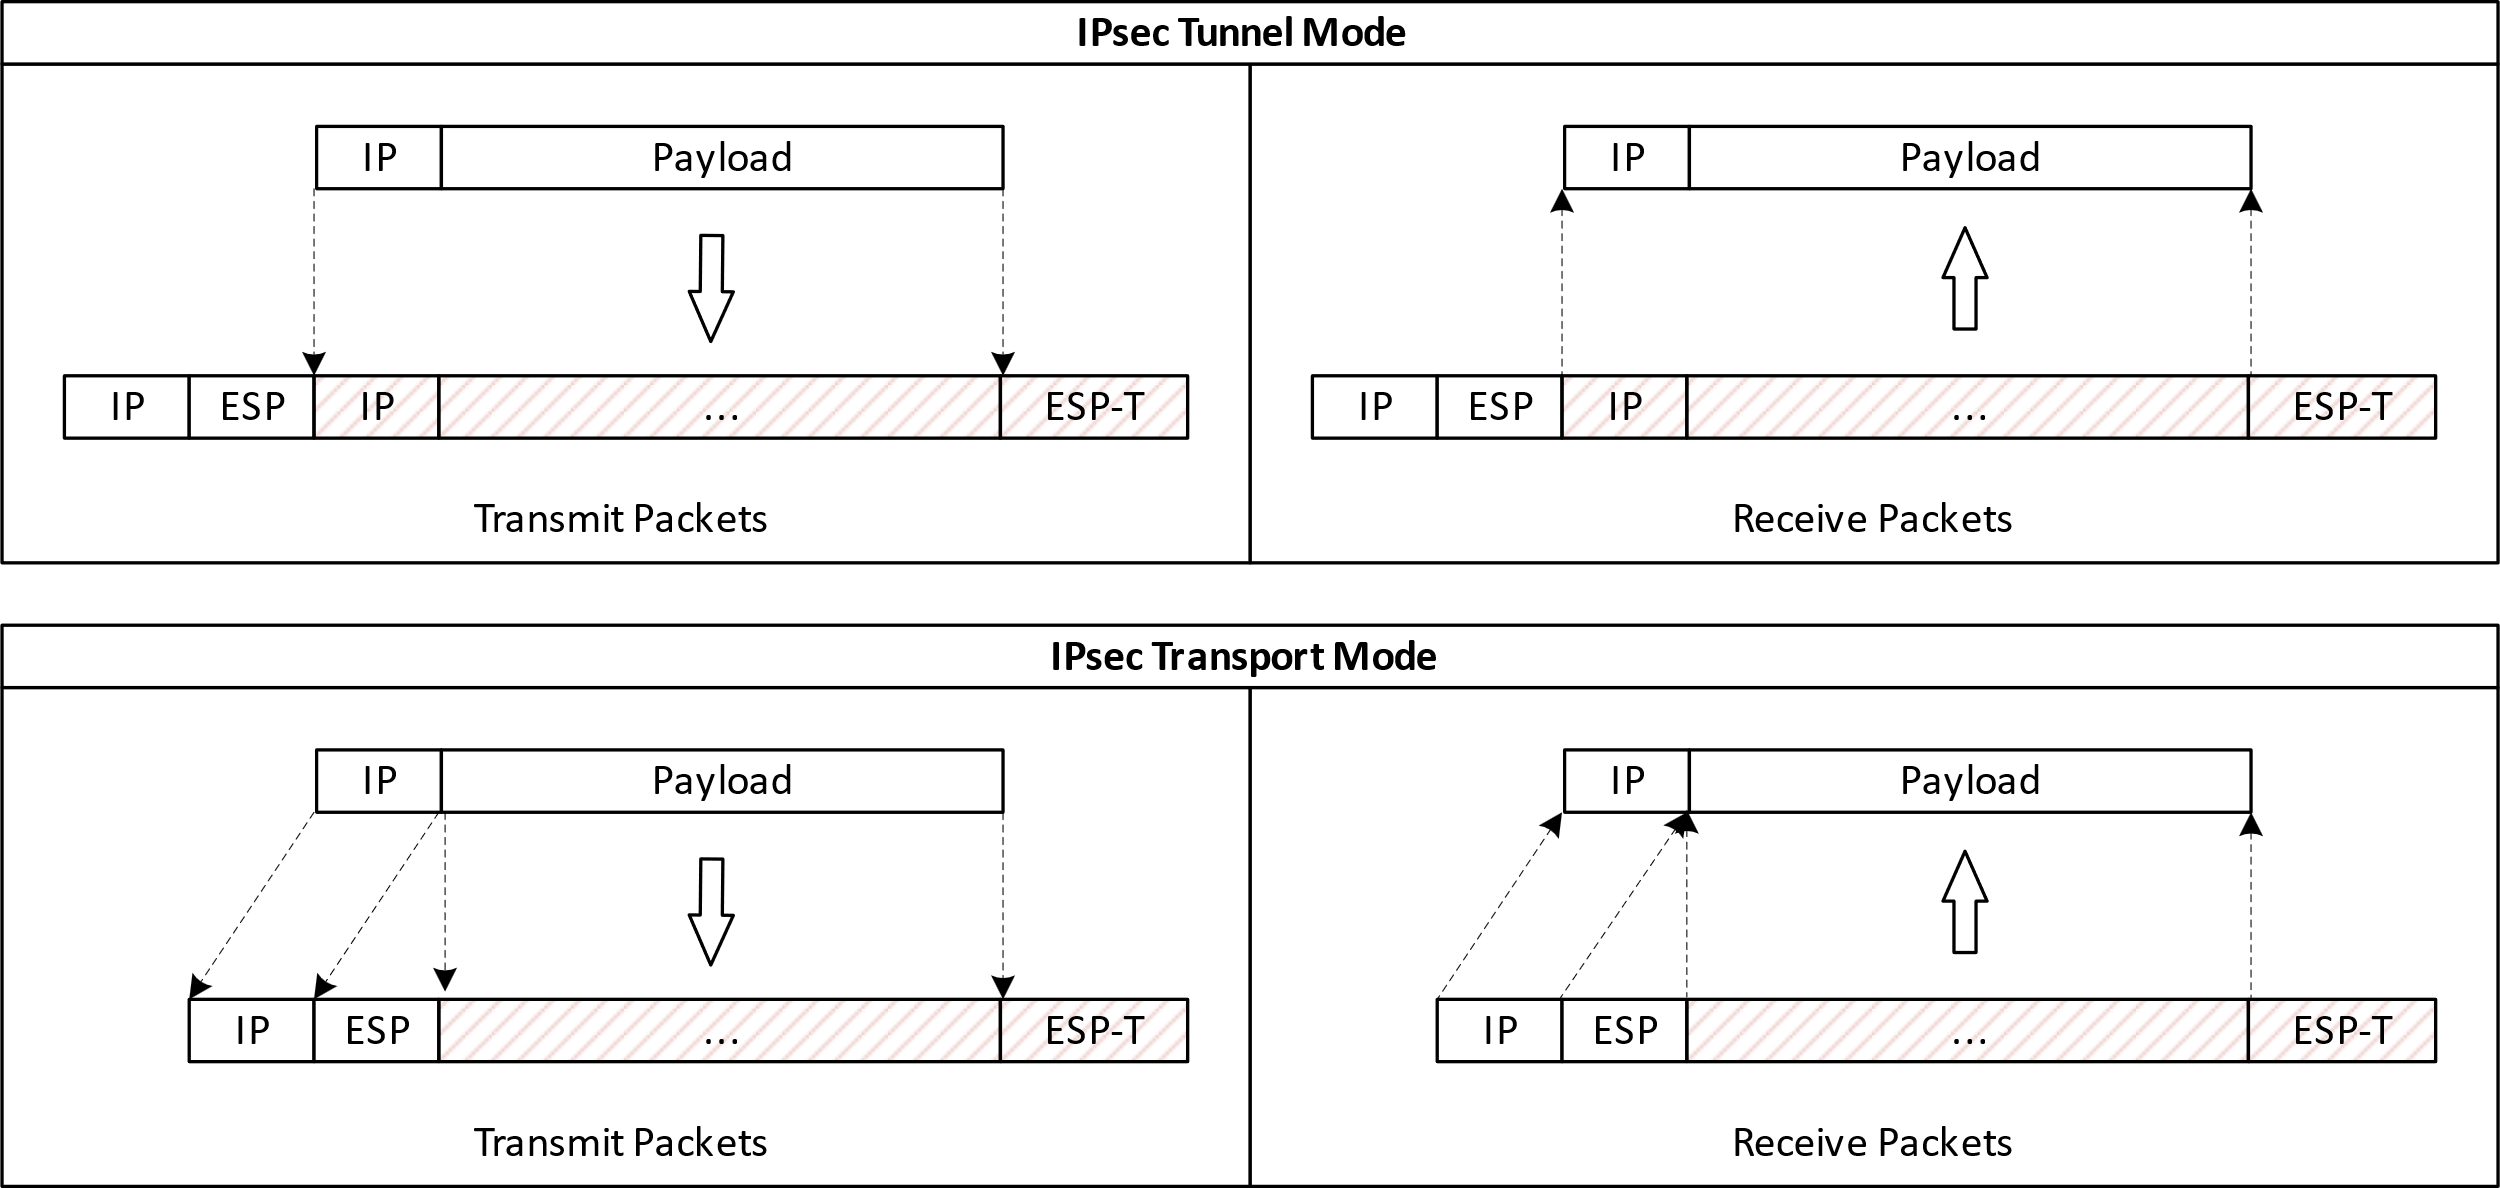 IPsec Tunnel Mode
IP Payload
IP ESP IP ... ESP-T
Transmit Packets
IP Payload
IP ESP IP ... ESP-T
Receive Packets
IPsec Transport Mode
IP Payload
IP ESP ... ESP-T
Transmit Packets
IP Payload
IP ESP ... ESP-T
Receive Packets